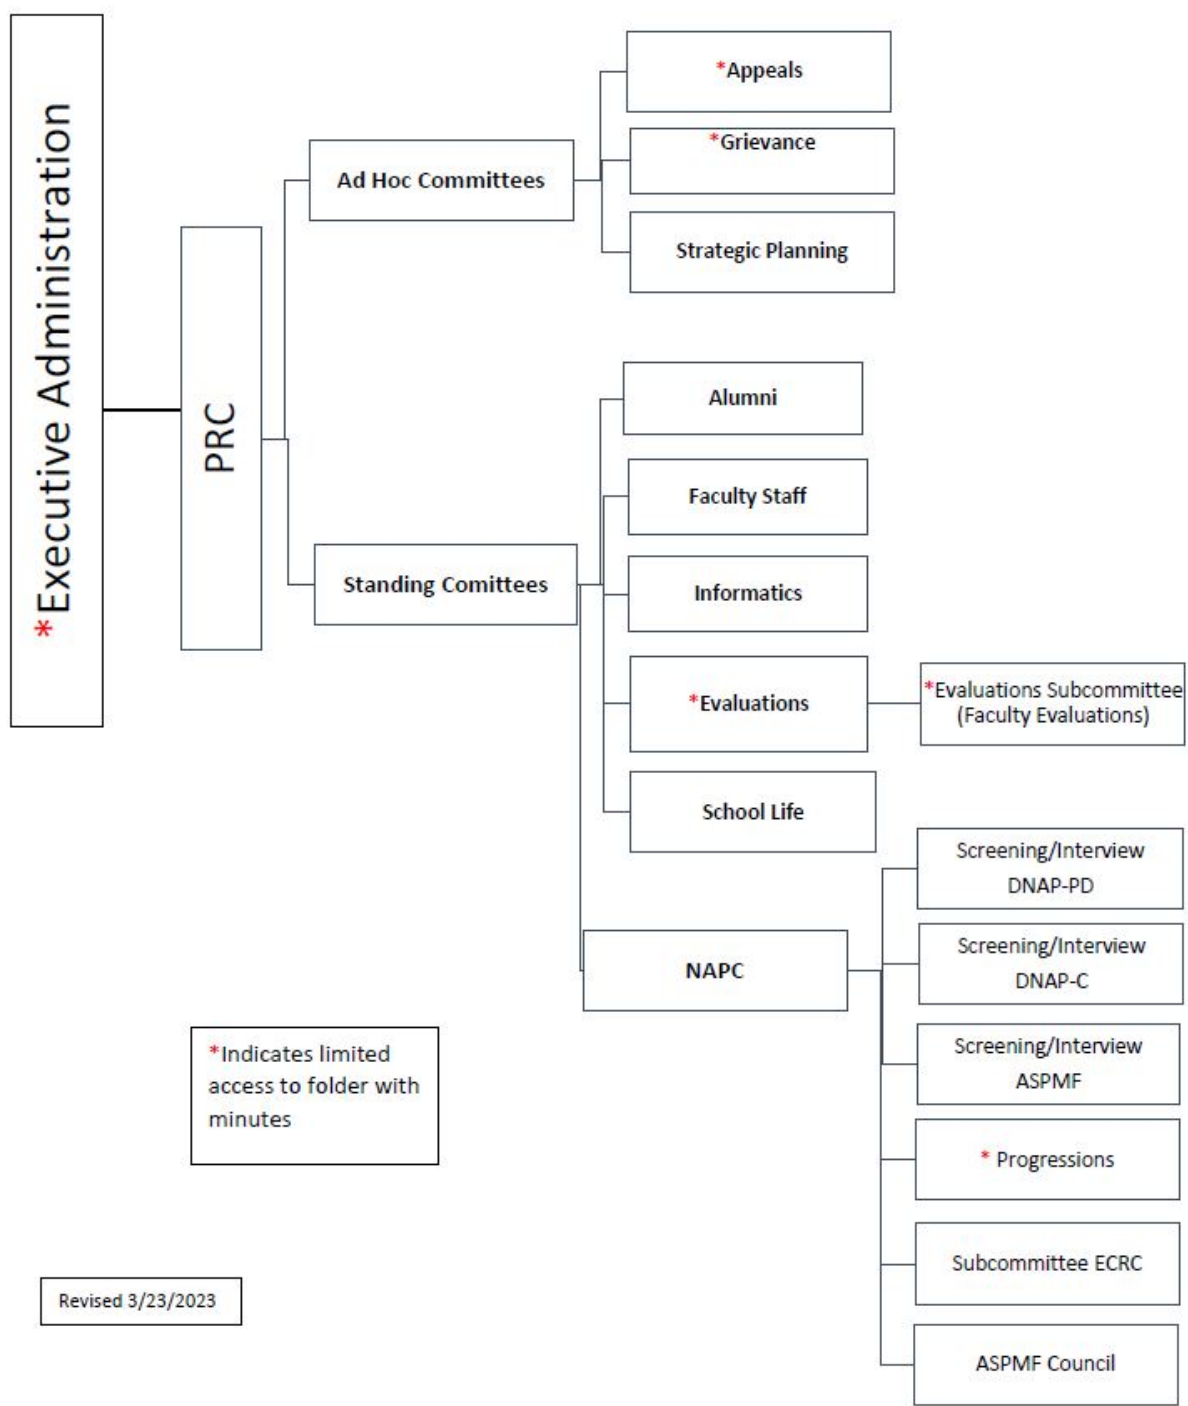 *Executive Administration
PRC
Ad Hoc Committees
*Appeals
*Grievance
Strategic Planning
Standing Comittees
Alumni
Faculty Staff
Informatics
*Evaluations
*Evaluations Subcommittee
(Faculty Evaluations)
School Life
NAPC
Screening/Interview
DNAP-PD
Screening/Interview
DNAP-C
Screening/Interview
ASPMF
* Progressions
Subcommittee ECRC
ASPMF Council
*Indicates limited
access to folder with
minutes
Revised 3/23/2023